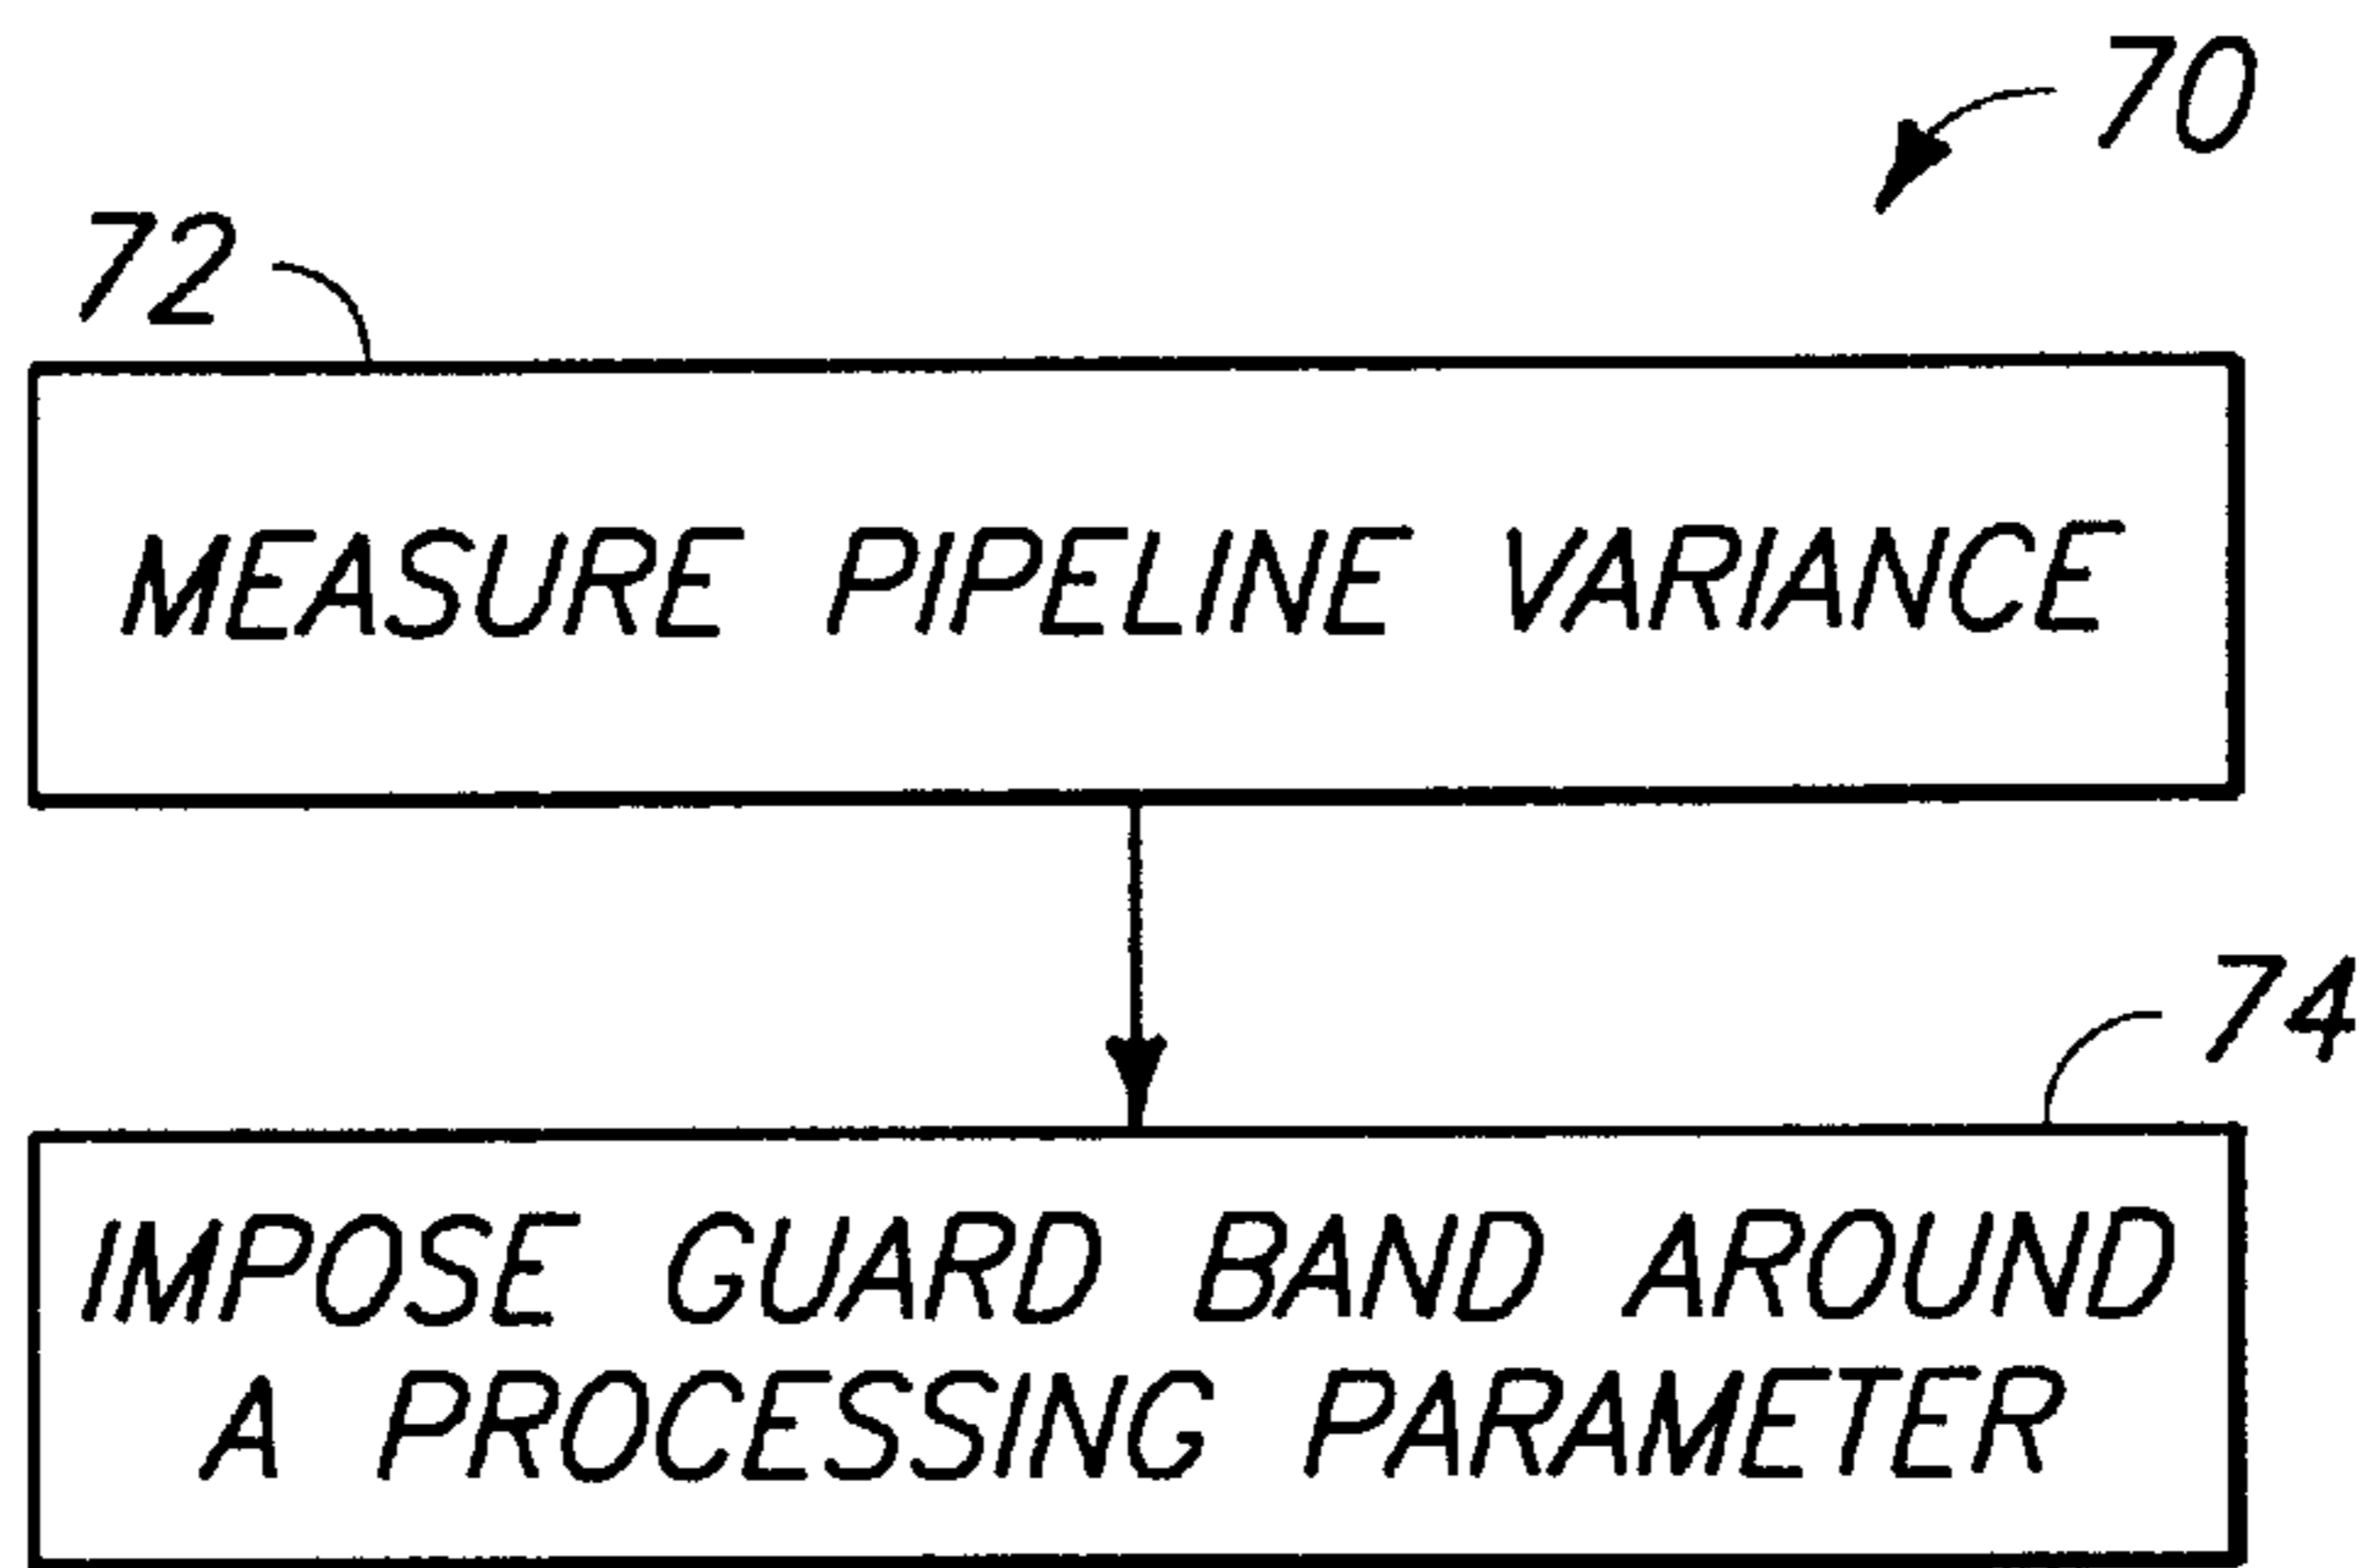 70
72
MEASURE PIPELINE VARIANCE
74
IMPOSE GUARD BAND AROUND
A PROCESSING PARAMETER